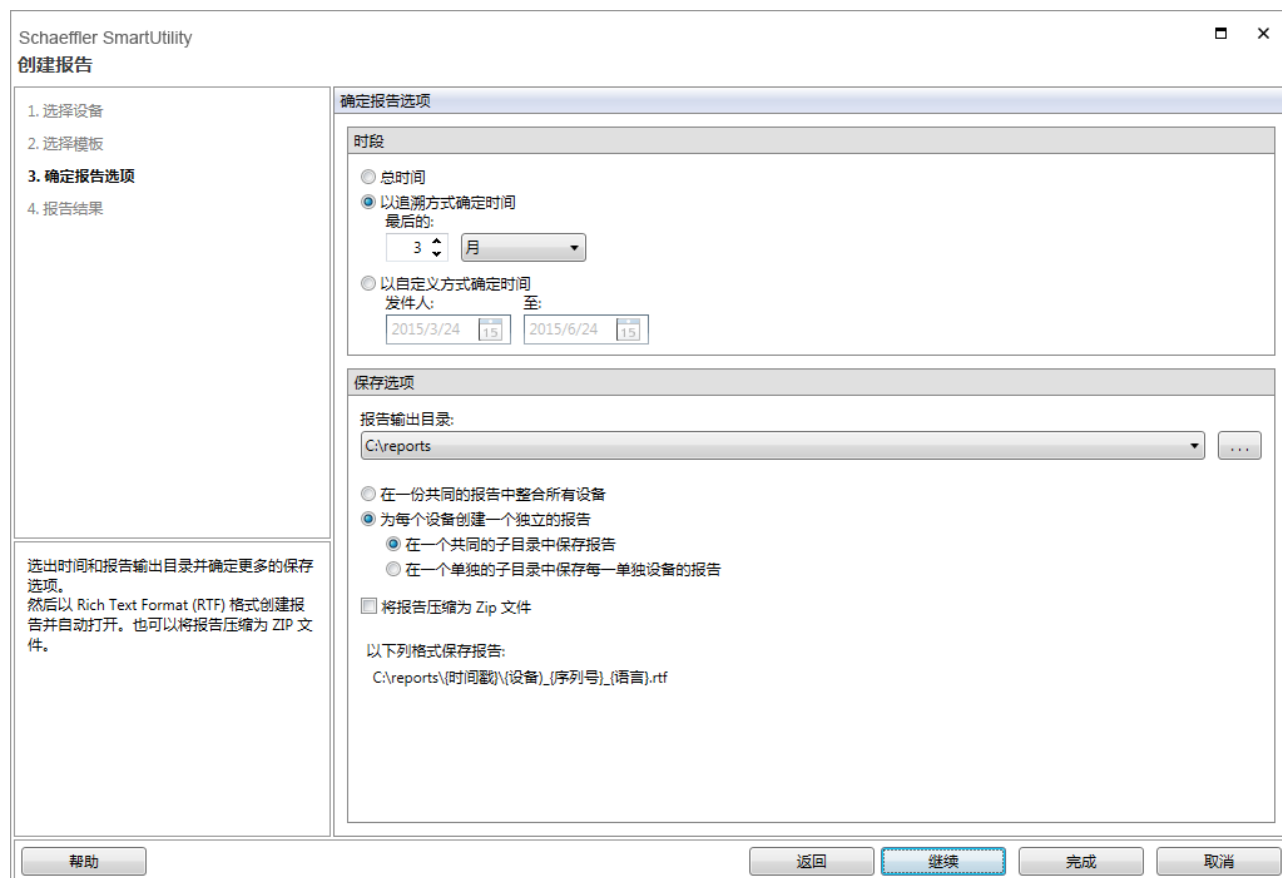 Schaeffler SmartUtility
创建报告
1. 选择设备
2. 选择模板
3. 确定报告选项
4. 报告结果
选出时间和报告输出目录并确定更多的保存
选项。
然后以 Rich Text Format (RTF) 格式创建报
告并自动打开。也可以将报告压缩为 ZIP 文
件。
确定报告选项
时段
总时间
以追溯方式确定时间
最后的:
3 月
以自定义方式确定时间
发件人: 至:
2015/3/24 15 2015/6/24 15
保存选项
报告输出目录:
C:\reports ...
在一份共同的报告中整合所有设备
为每个设备创建一个独立的报告
在一个共同的子目录中保存报告
在一个单独的子目录中保存每一单独设备的报告
将报告压缩为 Zip 文件
以下列格式保存报告:
C:\reports\{时间戳}\{设备)_{序列号}_{语言}.rtf
帮助 返回 继续 完成 取消